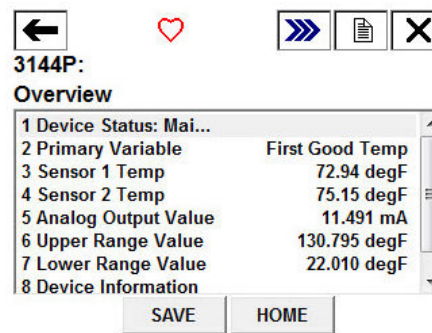 3144P:
Overview
1 Device Status: Mai...
2 Primary Variable First Good Temp
3 Sensor 1 Temp 72.94 degF
4 Sensor 2 Temp 75.15 degF
5 Analog Output Value 11.491 mA
6 Upper Range Value 130.795 degF
7 Lower Range Value 22.010 degF
8 Device Information
SAVE HOME